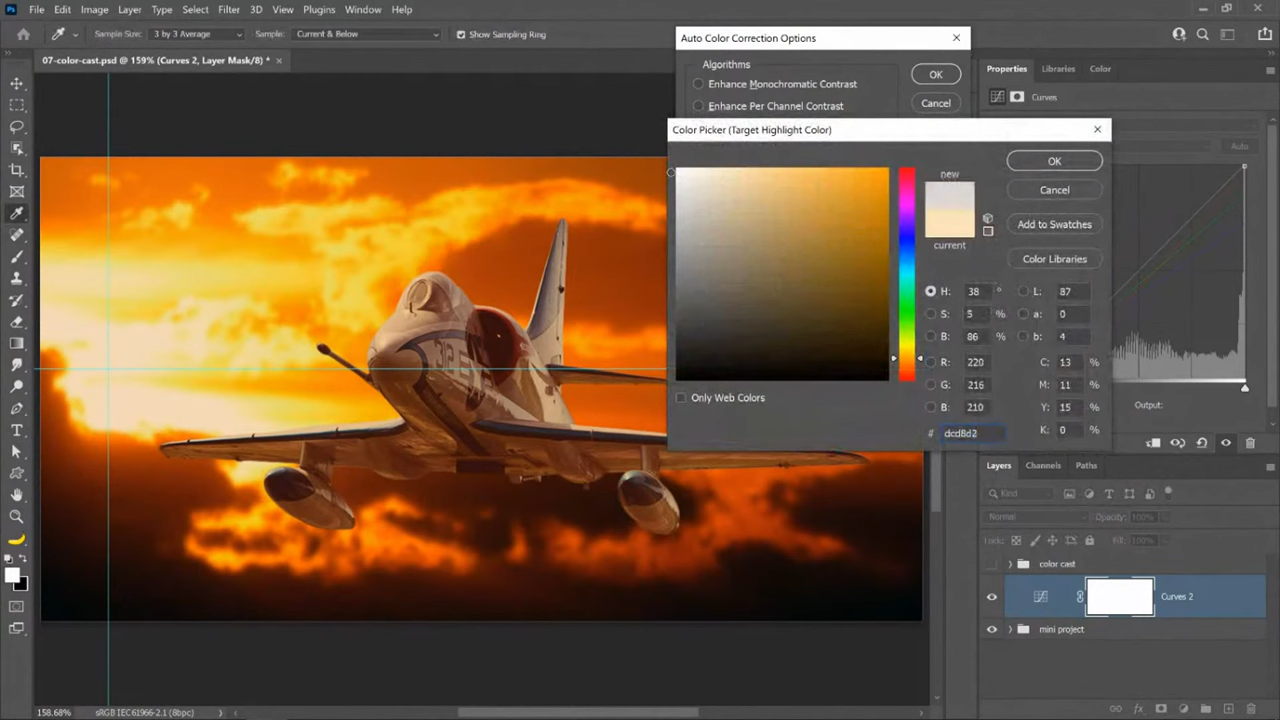 Ps File Edit Image Layer Type Select Filter 3D View Plugins Window Help
Sample Size: 3 by 3 Average Sample: Current & Below Show Sampling Ring
07-color-cast.psd @ 159% (Curves 2, Layer Mask/8) *
Auto Color Correction Options
Algorithms
Enhance Monochromatic Contrast
Enhance Per Channel Contrast
OK
Cancel
Color Picker (Target Highlight Color)
new
current
OK
Cancel
Add to Swatches
Color Libraries
H: 38 °
S: 5 %
B: 86 %
R: 220
G: 216
B: 210
# dcd8d2
L: 87
a: 0
b: 4
C: 13 %
M: 11 %
Y: 15 %
K: 0 %
Only Web Colors
Properties Libraries Color
Curves
Auto
Output:
Layers Channels Paths
Kind
Normal Opacity: 100%
Lock: Fill: 100%
color cast
Curves 2
mini project
158.68% sRGB IEC61966-2.1 (8bpc)